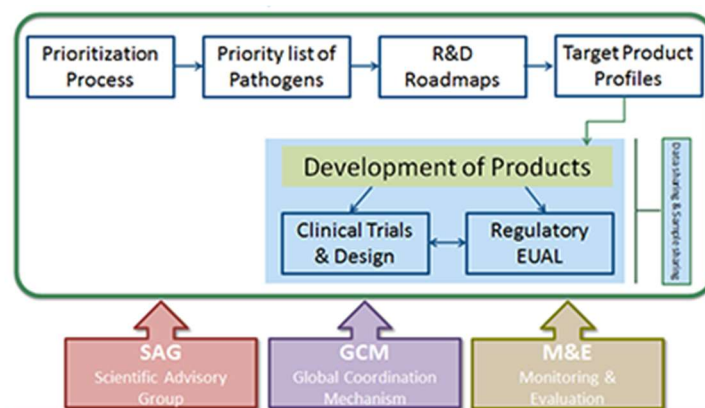 Prioritization
Process
Priority list of
Pathogens
R&D
Roadmaps
Target Product
Profiles
Development of Products
Clinical Trials
& Design
Regulatory
EUAL
Data sharing & Sample sharing
SAG
Scientific Advisory
Group
GCM
Global Coordination
Mechanism
M&E
Monitoring &
Evaluation